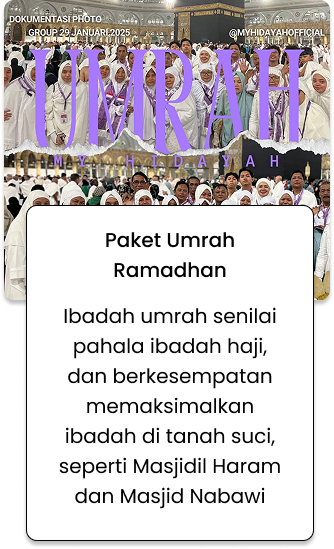 DOKUMENTASI PHOTO
GROUP 29 JANUARI 2025
@MYHIDAYAHOFFICIAL
UMRAH
MY HIDAYAH
Paket Umrah
Ramadhan
Ibadah umrah senilai
pahala ibadah haji,
dan berkesempatan
memaksimalkan
ibadah di tanah suci,
seperti Masjidil Haram
dan Masjid Nabawi